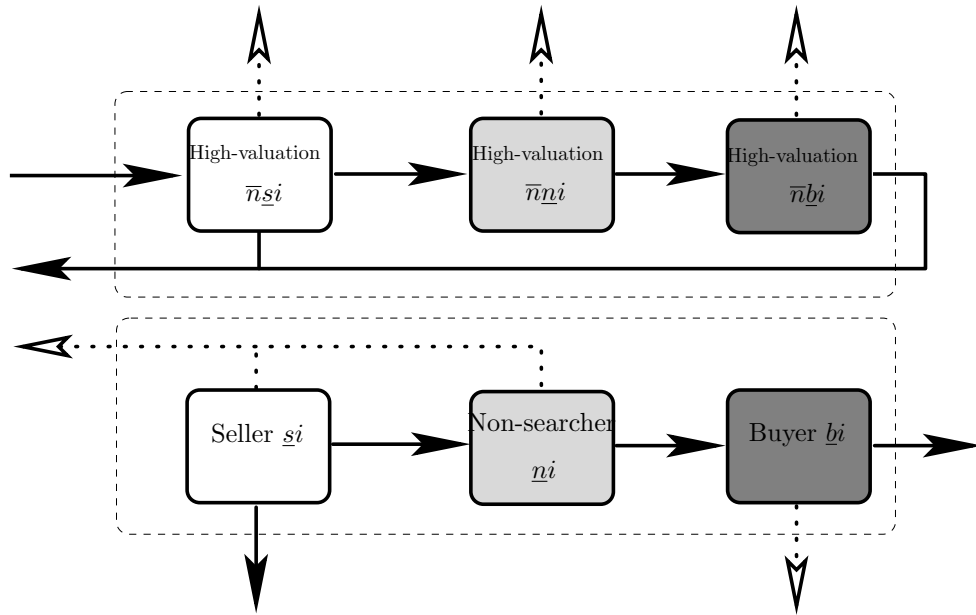 High-valuation
n̅s̲i
High-valuation
n̅n̲i
High-valuation
n̅b̲i
Seller s̲i
Non-searcher
n̲i
Buyer b̲i